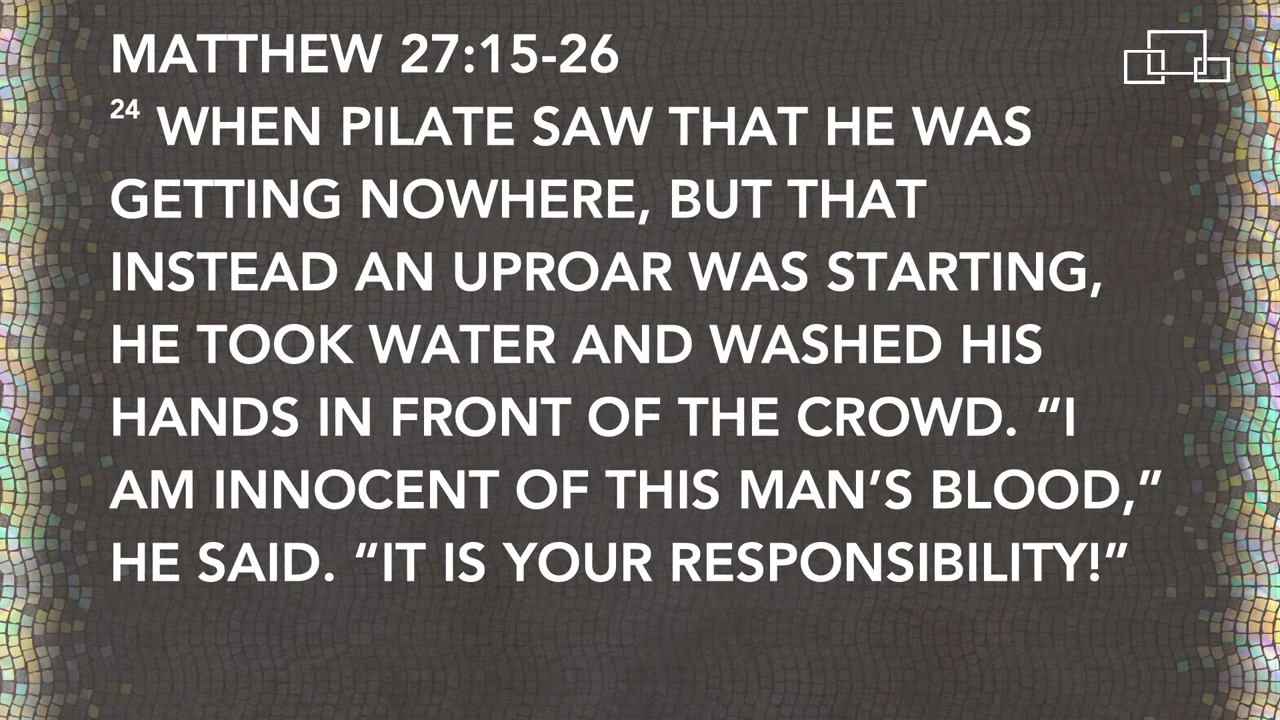 MATTHEW 27:15-26
24 WHEN PILATE SAW THAT HE WAS
GETTING NOWHERE, BUT THAT
INSTEAD AN UPROAR WAS STARTING,
HE TOOK WATER AND WASHED HIS
HANDS IN FRONT OF THE CROWD. “I
AM INNOCENT OF THIS MAN’S BLOOD,”
HE SAID. “IT IS YOUR RESPONSIBILITY!”